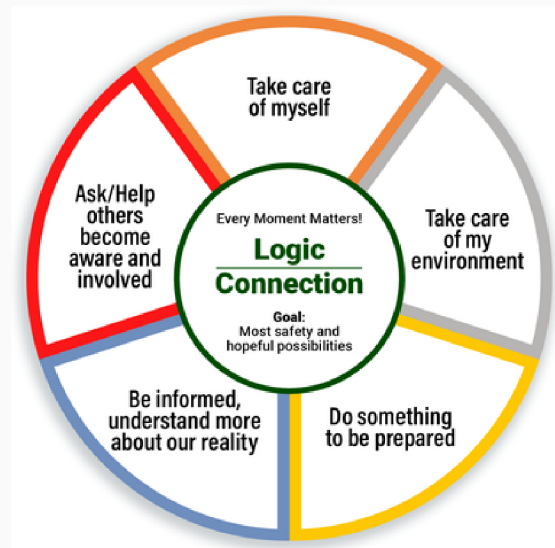 Take care
of myself
Take care
of my
environment
Do something
to be prepared
Be informed,
understand more
about our reality
Ask/Help
others
become
aware and
involved
Every Moment Matters!
Logic
Connection
Goal:
Most safety and
hopeful possibilities